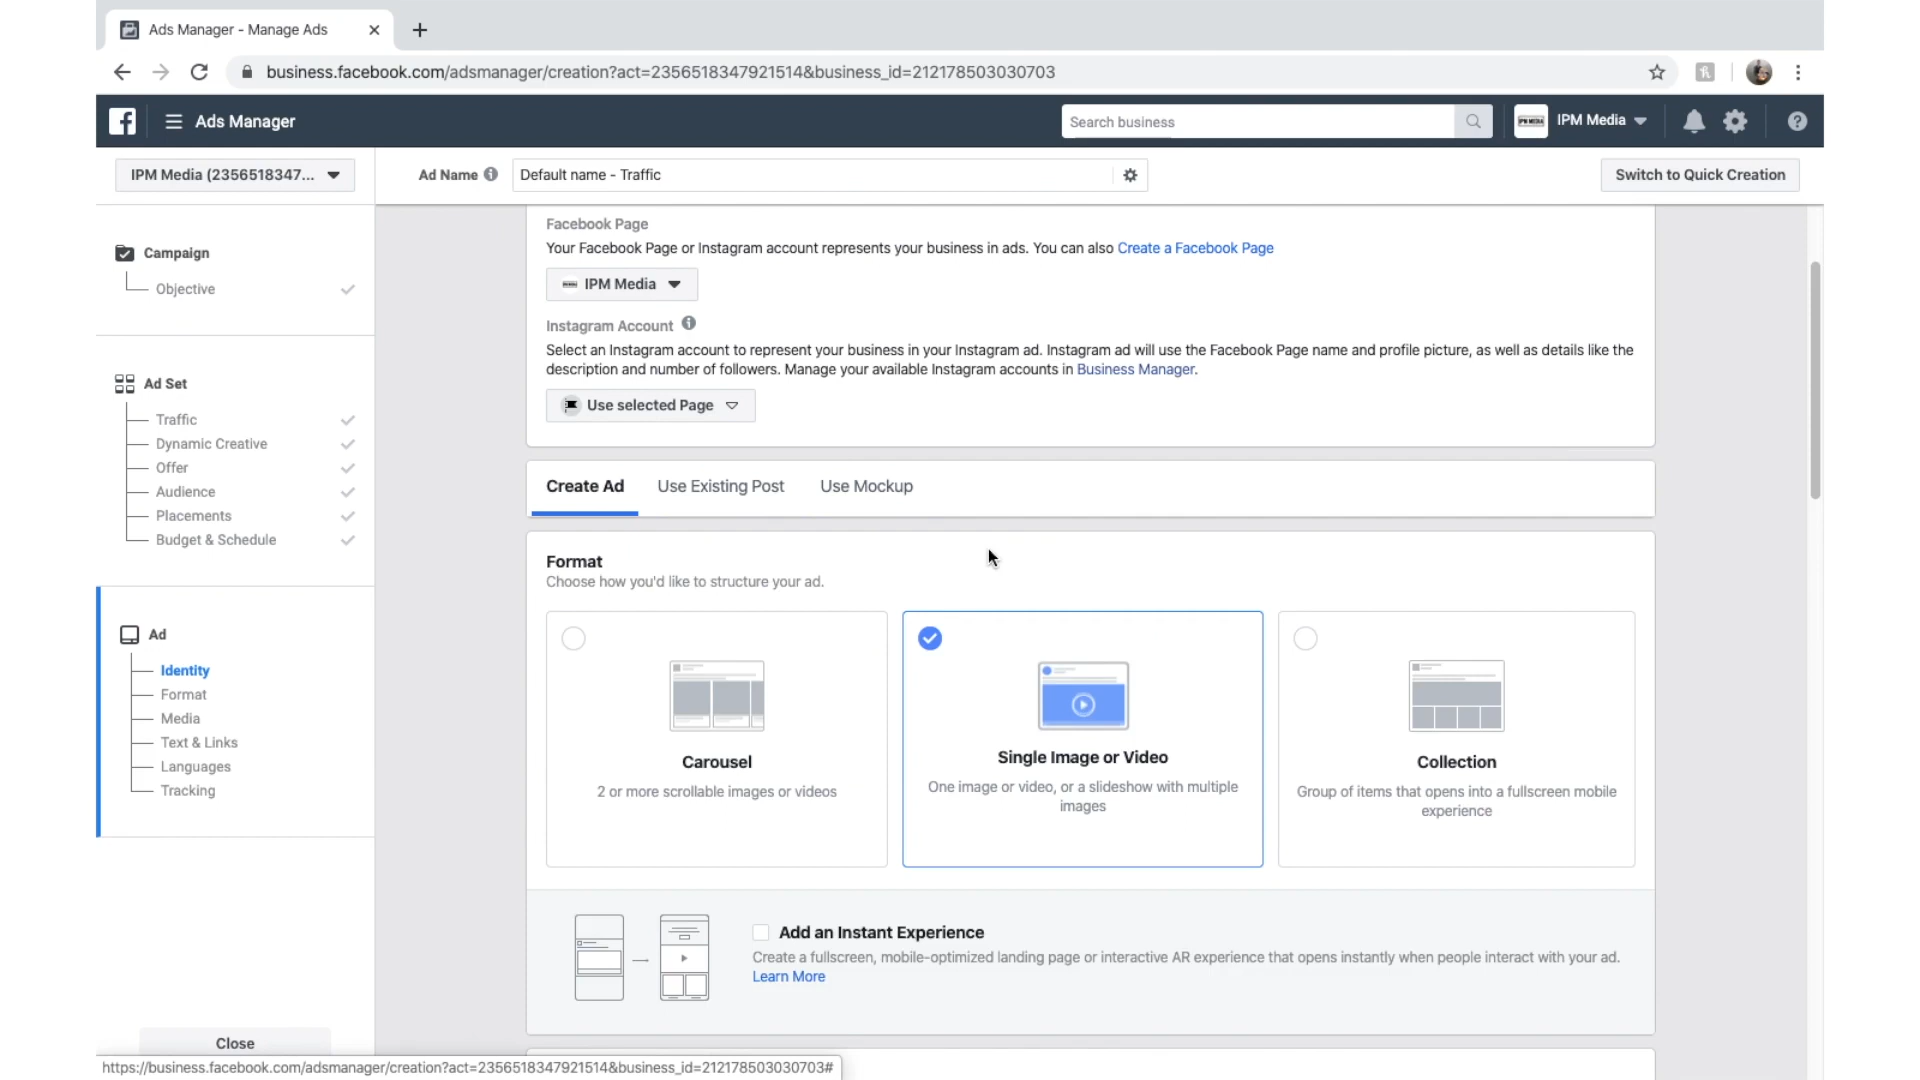 Ads Manager - Manage Ads
business.facebook.com/adsmanager/creation?act=2356518347921514&business_id=212178503030703
Ads Manager
Search business
IPM MEDIA
IPM Media
IPM Media (2356518347...
Ad Name
Default name - Traffic
Switch to Quick Creation
Campaign
Objective
Ad Set
Traffic
Dynamic Creative
Offer
Audience
Placements
Budget & Schedule
Ad
Identity
Format
Media
Text & Links
Languages
Tracking
Close
Facebook Page
Your Facebook Page or Instagram account represents your business in ads. You can also Create a Facebook Page
IPM Media
Instagram Account
Select an Instagram account to represent your business in your Instagram ad. Instagram ad will use the Facebook Page name and profile picture, as well as details like the
description and number of followers. Manage your available Instagram accounts in Business Manager.
Use selected Page
Create Ad
Use Existing Post
Use Mockup
Format
Choose how you'd like to structure your ad.
Carousel
2 or more scrollable images or videos
Single Image or Video
One image or video, or a slideshow with multiple
images
Collection
Group of items that opens into a fullscreen mobile
experience
Add an Instant Experience
Create a fullscreen, mobile-optimized landing page or interactive AR experience that opens instantly when people interact with your ad.
Learn More
https://business.facebook.com/adsmanager/creation?act=2356518347921514&business_id=212178503030703#